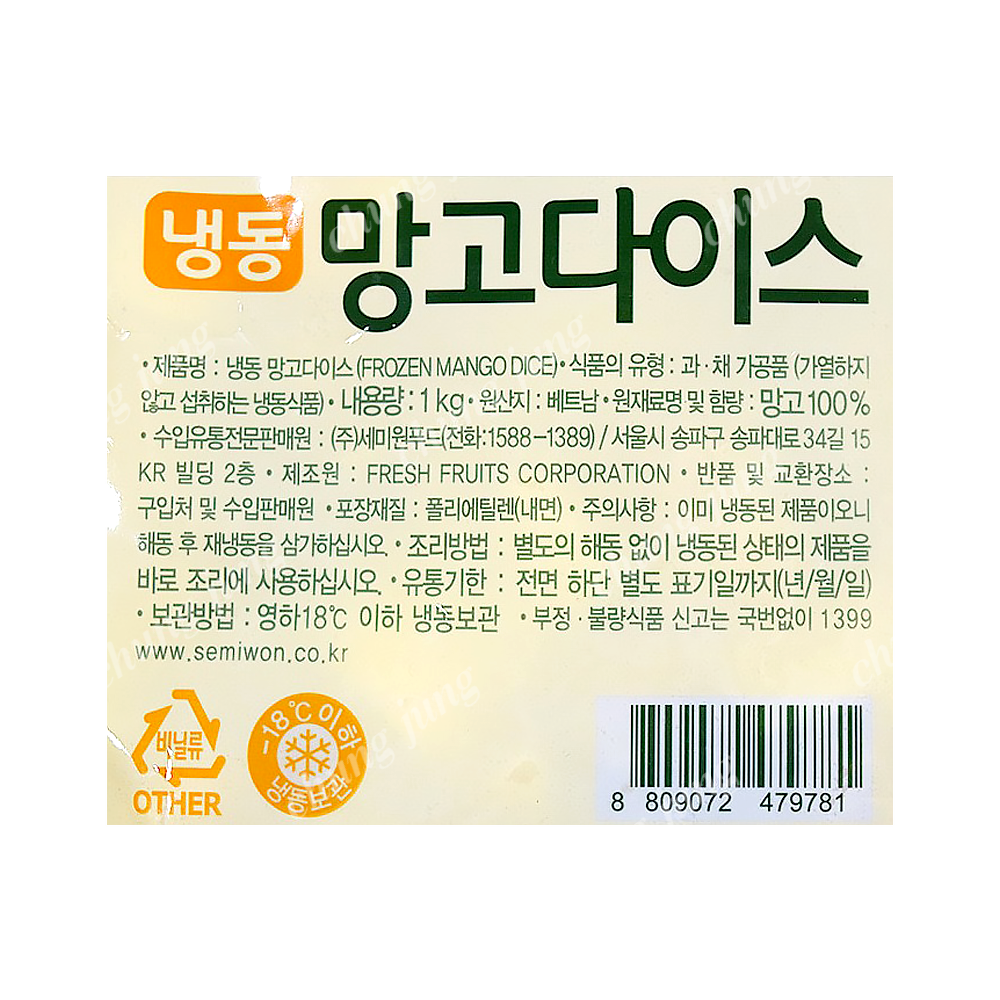 냉동 망고다이스
• 제품명 : 냉동 망고다이스(FROZEN MANGO DICE) • 식품의 유형 : 과·채 가공품 (가열하지
않고 섭취하는 냉동식품) • 내용량 : 1kg • 원산지 : 베트남 • 원재료명 및 함량 : 망고 100%
• 수입유통전문판매원 : (주)세미원푸드(전화:1588-1389) / 서울시 송파구 송파대로 34길 15
KR 빌딩 2층 • 제조원 : FRESH FRUITS CORPORATION • 반품 및 교환장소 :
구입처 및 수입판매원 • 포장재질 : 폴리에틸렌(내면) • 주의사항 : 이미 냉동된 제품이오니
해동 후 재냉동을 삼가하십시오. • 조리방법 : 별도의 해동 없이 냉동된 상태의 제품을
바로 조리에 사용하십시오. • 유통기한 : 전면 하단 별도 표기일까지(년/월/일)
• 보관방법 : 영하18℃ 이하 냉동보관 • 부정·불량식품 신고는 국번없이 1399
www.semiwon.co.kr
비닐류
OTHER
-18℃ 이하
냉동보관
8 809072 479781
chung jung